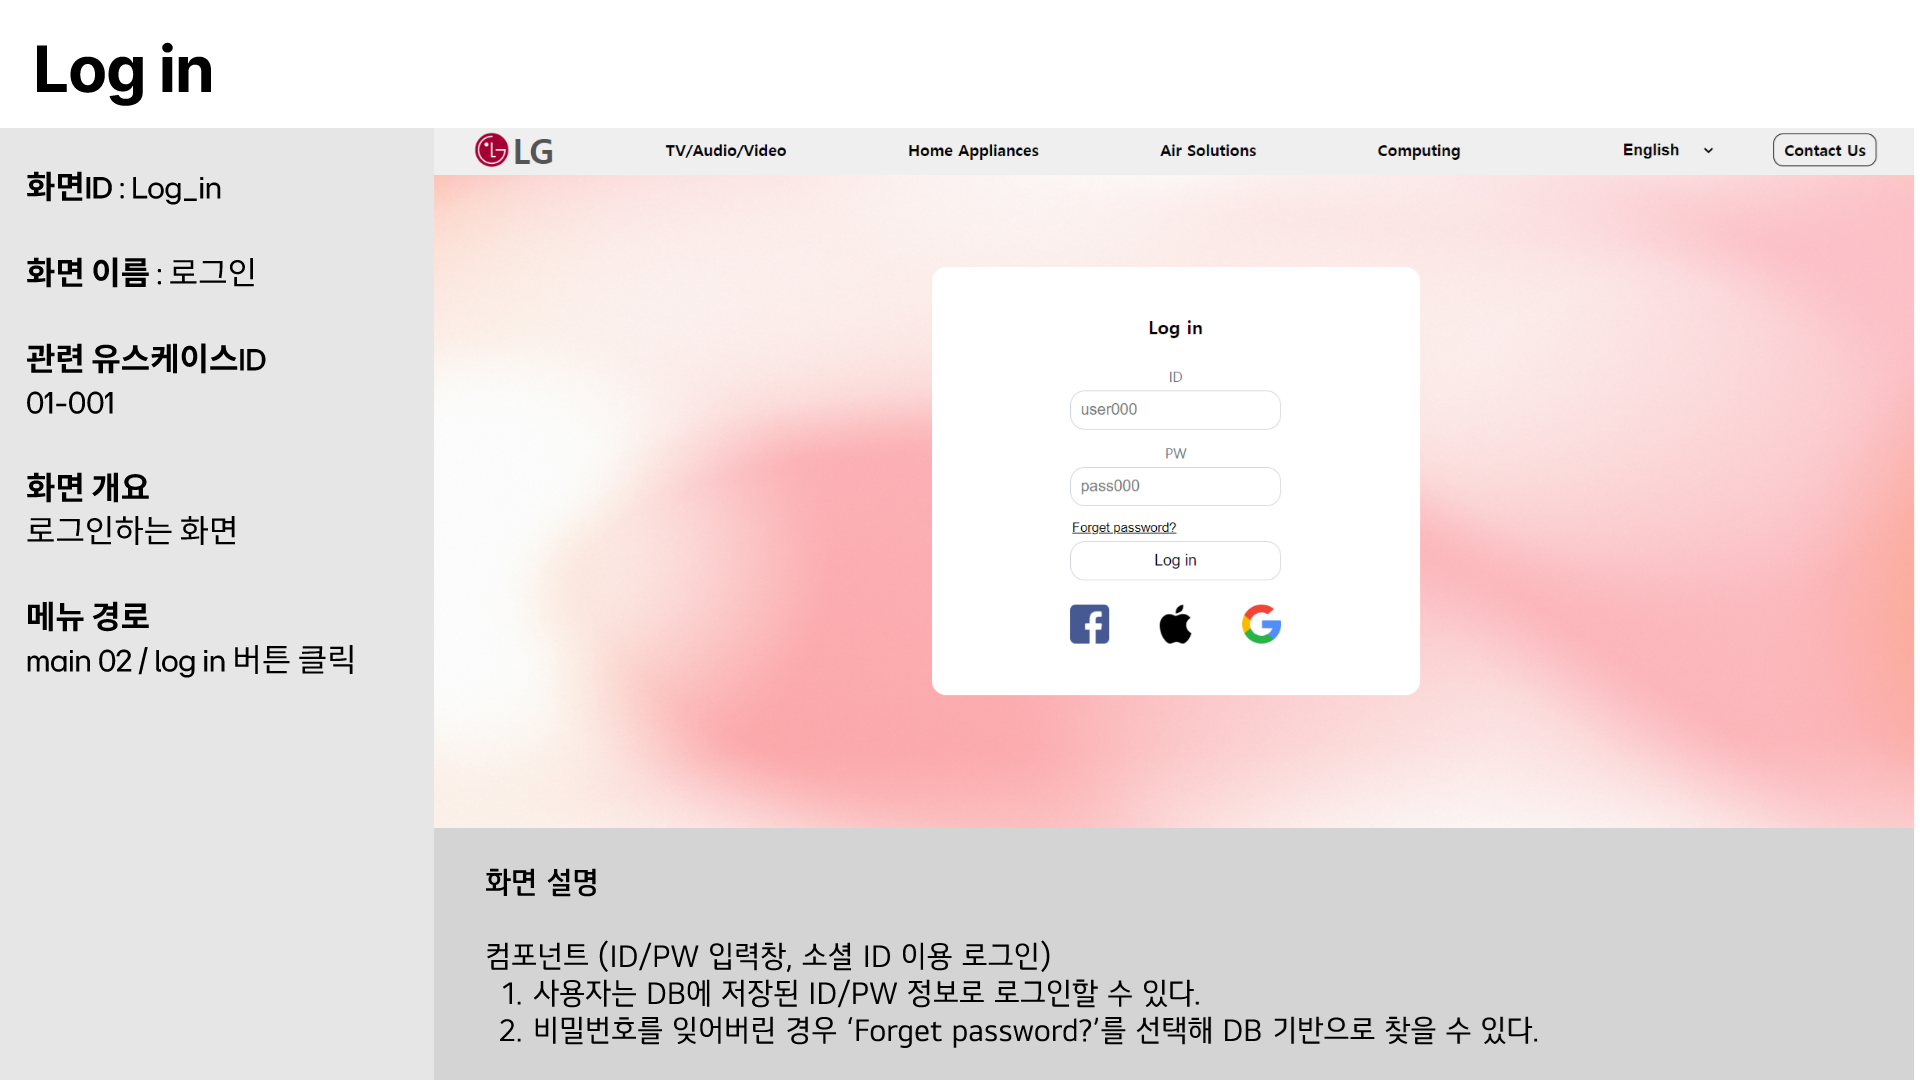 Log in
화면ID : Log_in
화면 이름 : 로그인
관련 유스케이스ID
01-001
화면 개요
로그인하는 화면
메뉴 경로
main 02 / log in 버튼 클릭
LG TV/Audio/Video Home Appliances Air Solutions Computing English Contact Us
Log in
ID
user000
PW
pass000
Forget password?
Log in
화면 설명
컴포넌트 (ID/PW 입력창, 소셜 ID 이용 로그인)
1. 사용자는 DB에 저장된 ID/PW 정보로 로그인할 수 있다.
2. 비밀번호를 잊어버린 경우 ‘Forget password?’를 선택해 DB 기반으로 찾을 수 있다.